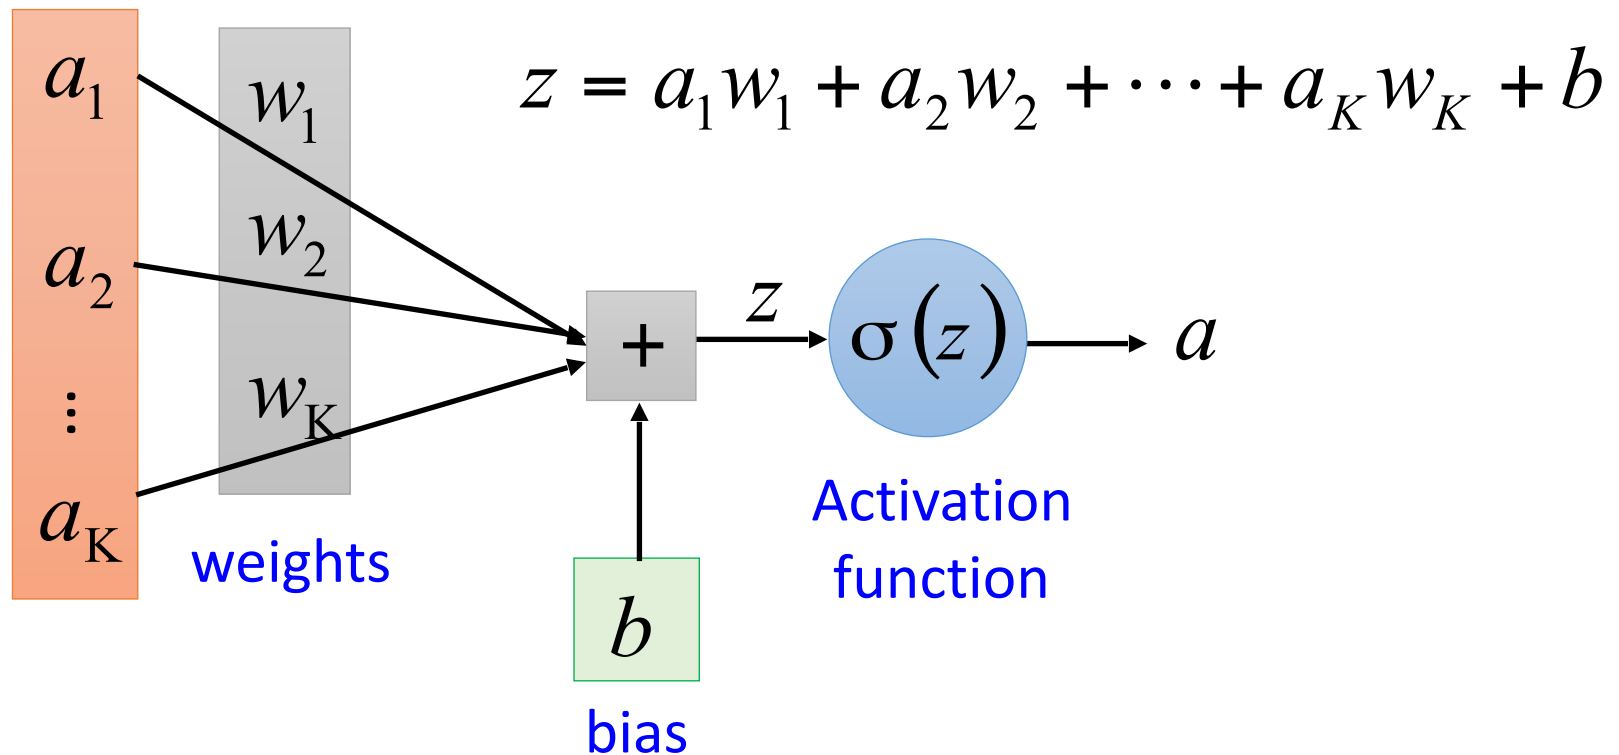 a₁
a₂
⋮
a_K
w₁
w₂
w_K
weights
z = a₁w₁ + a₂w₂ + ⋯ + a_K w_K + b
+
z
σ(z)
a
Activation
function
b
bias